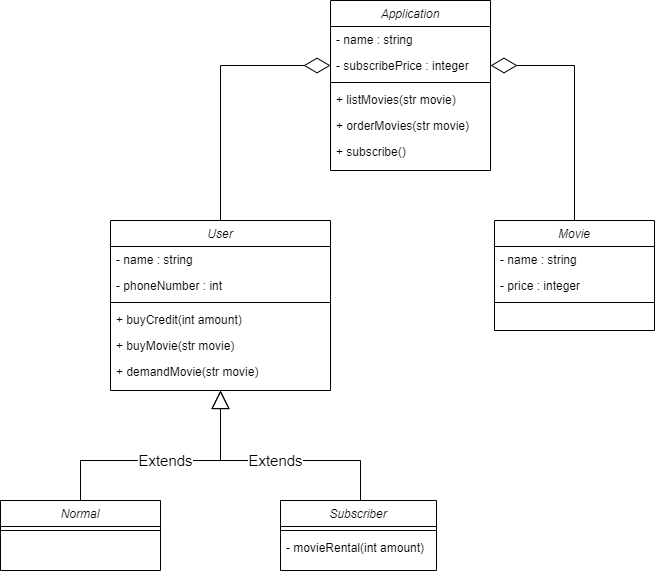 Application
- name : string
- subscribePrice : integer
+ listMovies(str movie)
+ orderMovies(str movie)
+ subscribe()
User
- name : string
- phoneNumber : int
+ buyCredit(int amount)
+ buyMovie(str movie)
+ demandMovie(str movie)
Movie
- name : string
- price : integer
Extends
Extends
Normal
Subscriber
- movieRental(int amount)